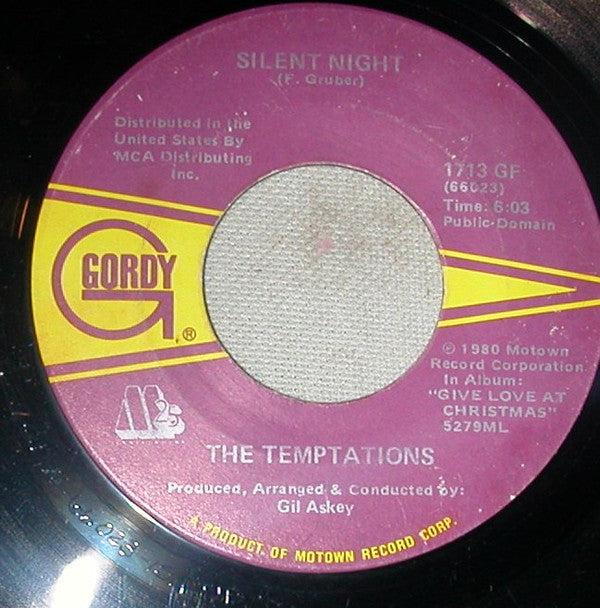 SILENT NIGHT
(F. Gruber)
Distributed in the
United States By
MCA Distributing
Inc.
1713 GF
(66023)
Time: 6:03
Public-Domain
GORDY
®
℗ 1980 Motown
Record Corporation
In Album:
"GIVE LOVE AT
CHRISTMAS"
5279ML
THE TEMPTATIONS
Produced, Arranged & Conducted by:
Gil Askey
A PRODUCT OF MOTOWN RECORD CORP.